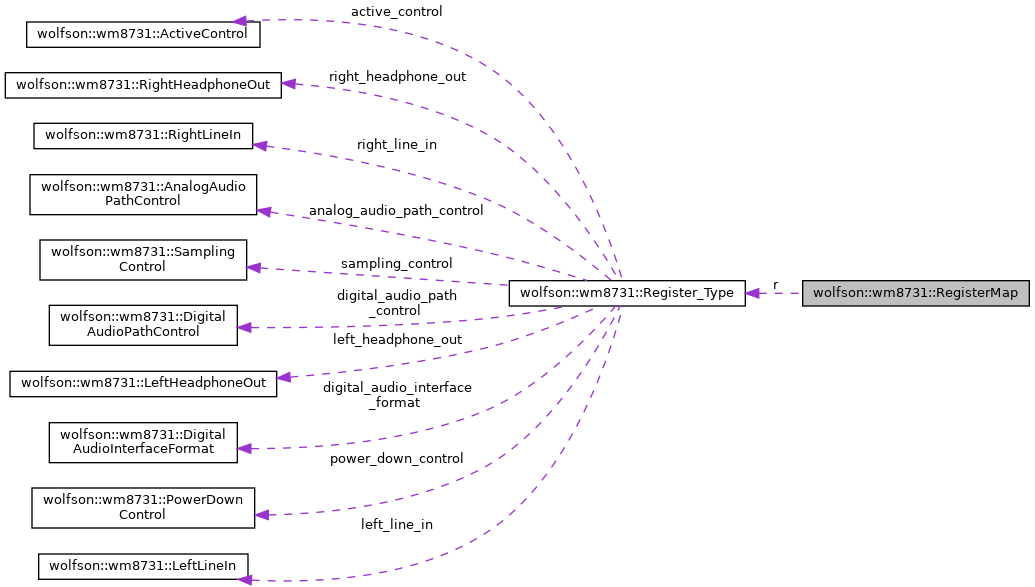 active_control
wolfson::wm8731::ActiveControl
right_headphone_out
wolfson::wm8731::RightHeadphoneOut
right_line_in
wolfson::wm8731::RightLineIn
wolfson::wm8731::AnalogAudio
PathControl
analog_audio_path_control
wolfson::wm8731::Sampling
Control
sampling_control
r
wolfson::wm8731::Register_Type
wolfson::wm8731::RegisterMap
digital_audio_path
_control
wolfson::wm8731::Digital
AudioPathControl
left_headphone_out
wolfson::wm8731::LeftHeadphoneOut
digital_audio_interface
_format
wolfson::wm8731::Digital
AudioInterfaceFormat
power_down_control
wolfson::wm8731::PowerDown
Control
left_line_in
wolfson::wm8731::LeftLineIn